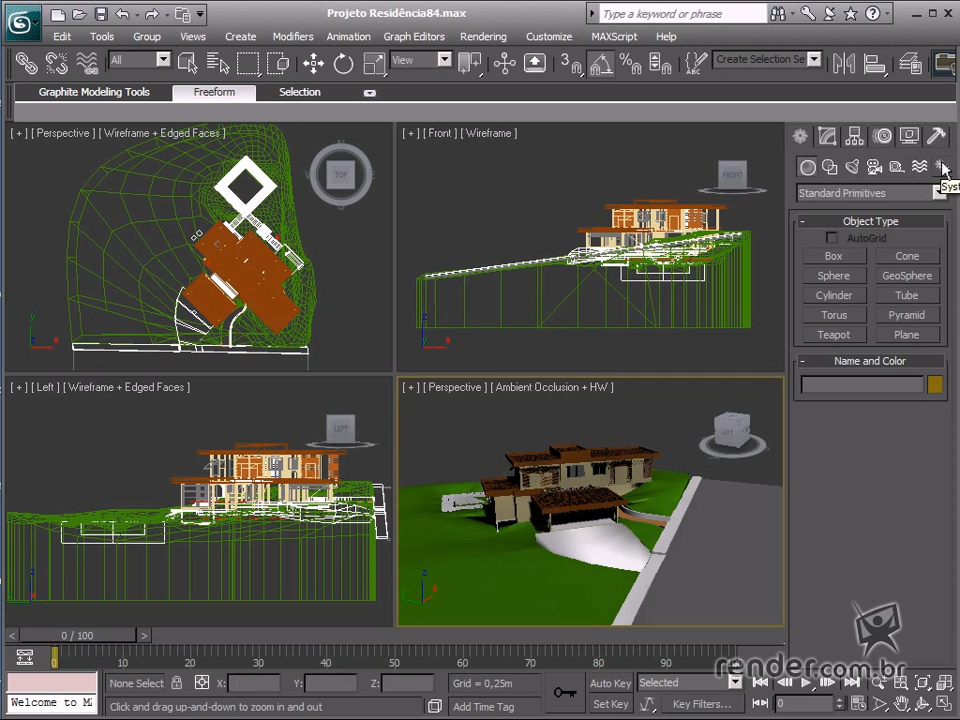 Projeto Residência84.max
Type a keyword or phrase
Edit Tools Group Views Create Modifiers Animation Graph Editors Rendering Customize MAXScript Help
All
View
3
ABC
Create Selection Se
Graphite Modeling Tools Freeform Selection
[ + ] [ Perspective ] [ Wireframe + Edged Faces ]
TOP
[ + ] [ Front ] [ Wireframe ]
FRONT
Syst
Standard Primitives
- Object Type
AutoGrid
Box Cone
Sphere GeoSphere
Cylinder Tube
Torus Pyramid
Teapot Plane
- Name and Color
[ + ] [ Left ] [ Wireframe + Edged Faces ]
LEFT
[ + ] [ Perspective ] [ Ambient Occlusion + HW ]
LEFT
y x
z x
z
z
< 0 / 100 >
0 10 20 30 40 50 60 70 80 90
render.com.br
None Select X: Y: Z: Grid = 0,25m Auto Key Selected
Welcome to M
Click and drag up-and-down to zoom in and out Add Time Tag Set Key Key Filters... 0